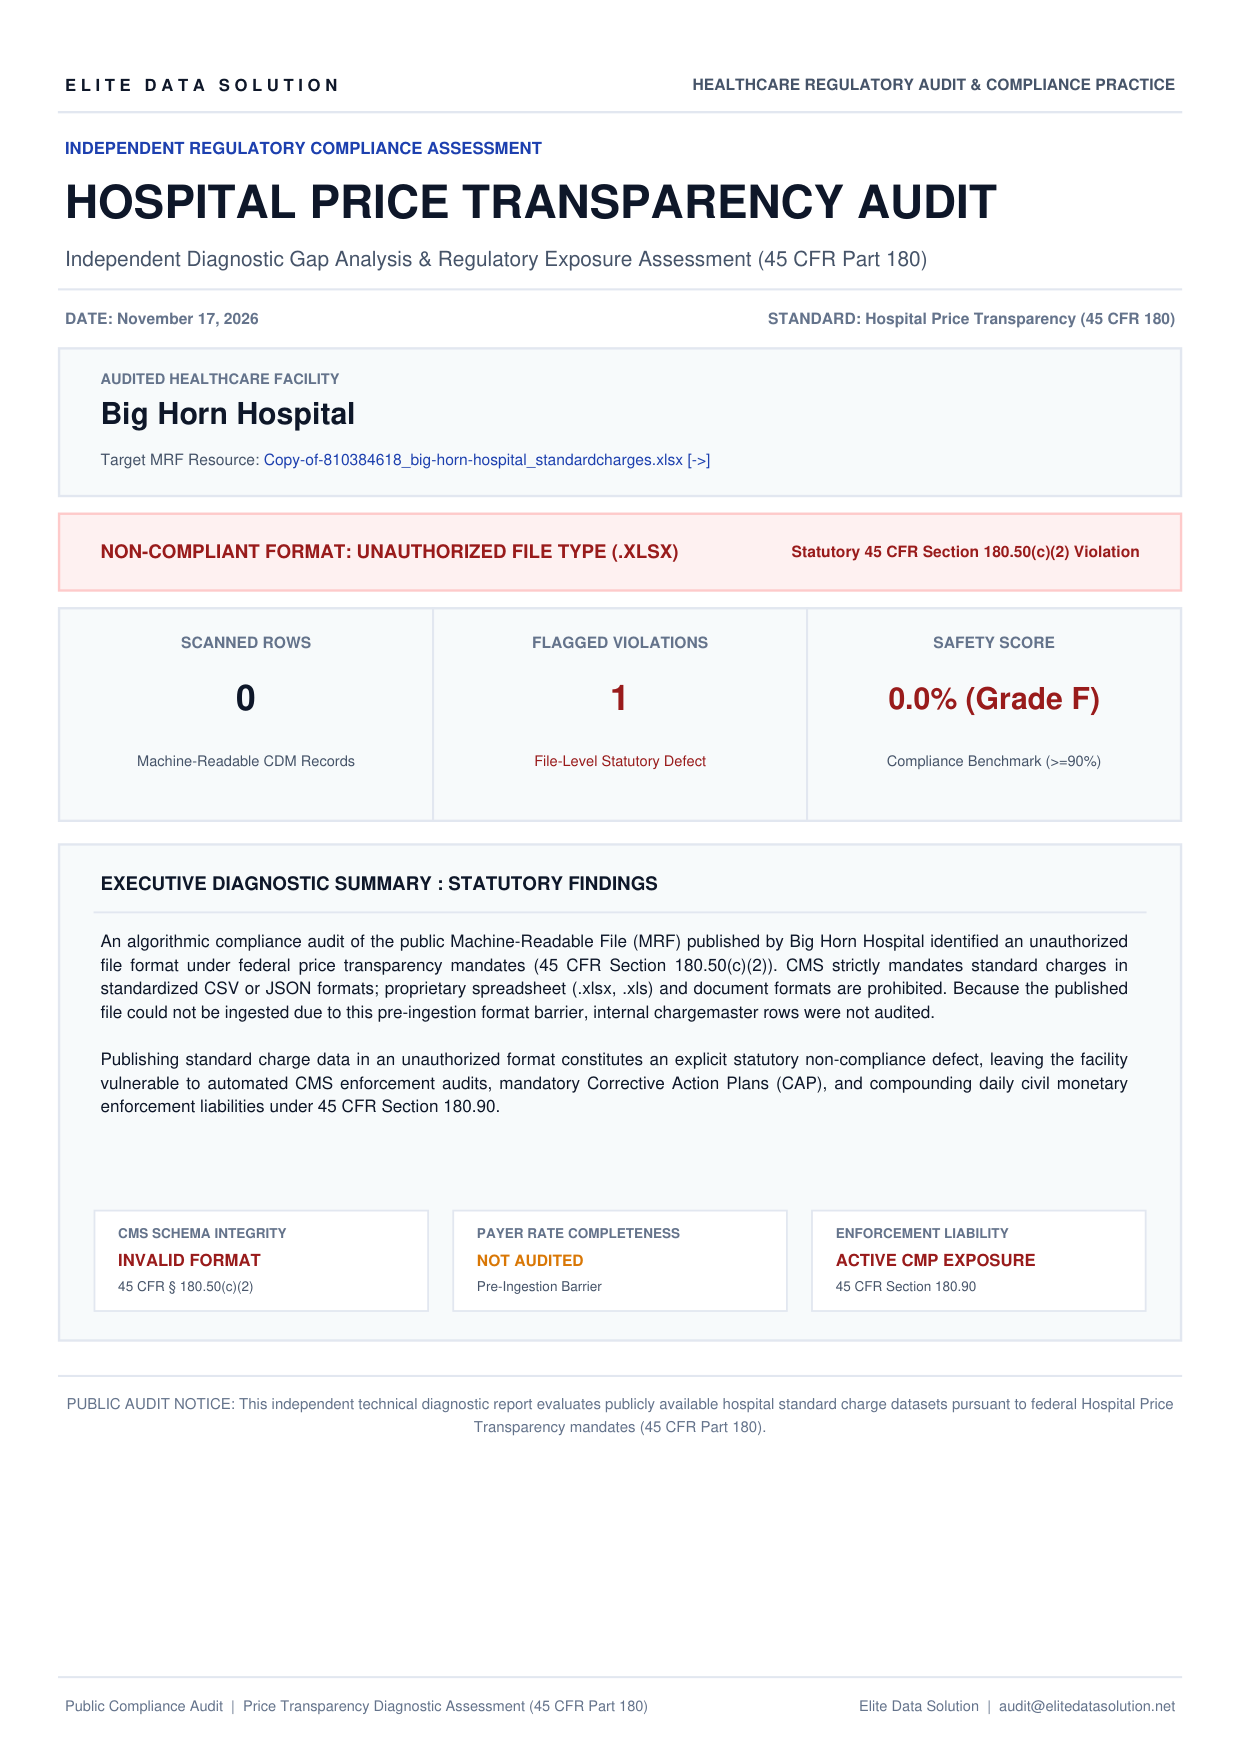 ELITE DATA SOLUTION
HEALTHCARE REGULATORY AUDIT & COMPLIANCE PRACTICE
INDEPENDENT REGULATORY COMPLIANCE ASSESSMENT
HOSPITAL PRICE TRANSPARENCY AUDIT
Independent Diagnostic Gap Analysis & Regulatory Exposure Assessment (45 CFR Part 180)
DATE: November 17, 2026
STANDARD: Hospital Price Transparency (45 CFR 180)
AUDITED HEALTHCARE FACILITY
Big Horn Hospital
Target MRF Resource: Copy-of-810384618_big-horn-hospital_standardcharges.xlsx [->]
NON-COMPLIANT FORMAT: UNAUTHORIZED FILE TYPE (.XLSX)
Statutory 45 CFR Section 180.50(c)(2) Violation
SCANNED ROWS
0
Machine-Readable CDM Records
FLAGGED VIOLATIONS
1
File-Level Statutory Defect
SAFETY SCORE
0.0% (Grade F)
Compliance Benchmark (>=90%)
EXECUTIVE DIAGNOSTIC SUMMARY : STATUTORY FINDINGS
An algorithmic compliance audit of the public Machine-Readable File (MRF) published by Big Horn Hospital identified an unauthorized
file format under federal price transparency mandates (45 CFR Section 180.50(c)(2)). CMS strictly mandates standard charges in
standardized CSV or JSON formats; proprietary spreadsheet (.xlsx, .xls) and document formats are prohibited. Because the published
file could not be ingested due to this pre-ingestion format barrier, internal chargemaster rows were not audited.
Publishing standard charge data in an unauthorized format constitutes an explicit statutory non-compliance defect, leaving the facility
vulnerable to automated CMS enforcement audits, mandatory Corrective Action Plans (CAP), and compounding daily civil monetary
enforcement liabilities under 45 CFR Section 180.90.
CMS SCHEMA INTEGRITY
INVALID FORMAT
45 CFR § 180.50(c)(2)
PAYER RATE COMPLETENESS
NOT AUDITED
Pre-Ingestion Barrier
ENFORCEMENT LIABILITY
ACTIVE CMP EXPOSURE
45 CFR Section 180.90
PUBLIC AUDIT NOTICE: This independent technical diagnostic report evaluates publicly available hospital standard charge datasets pursuant to federal Hospital Price
Transparency mandates (45 CFR Part 180).
Public Compliance Audit | Price Transparency Diagnostic Assessment (45 CFR Part 180)
Elite Data Solution | audit@elitedatasolution.net